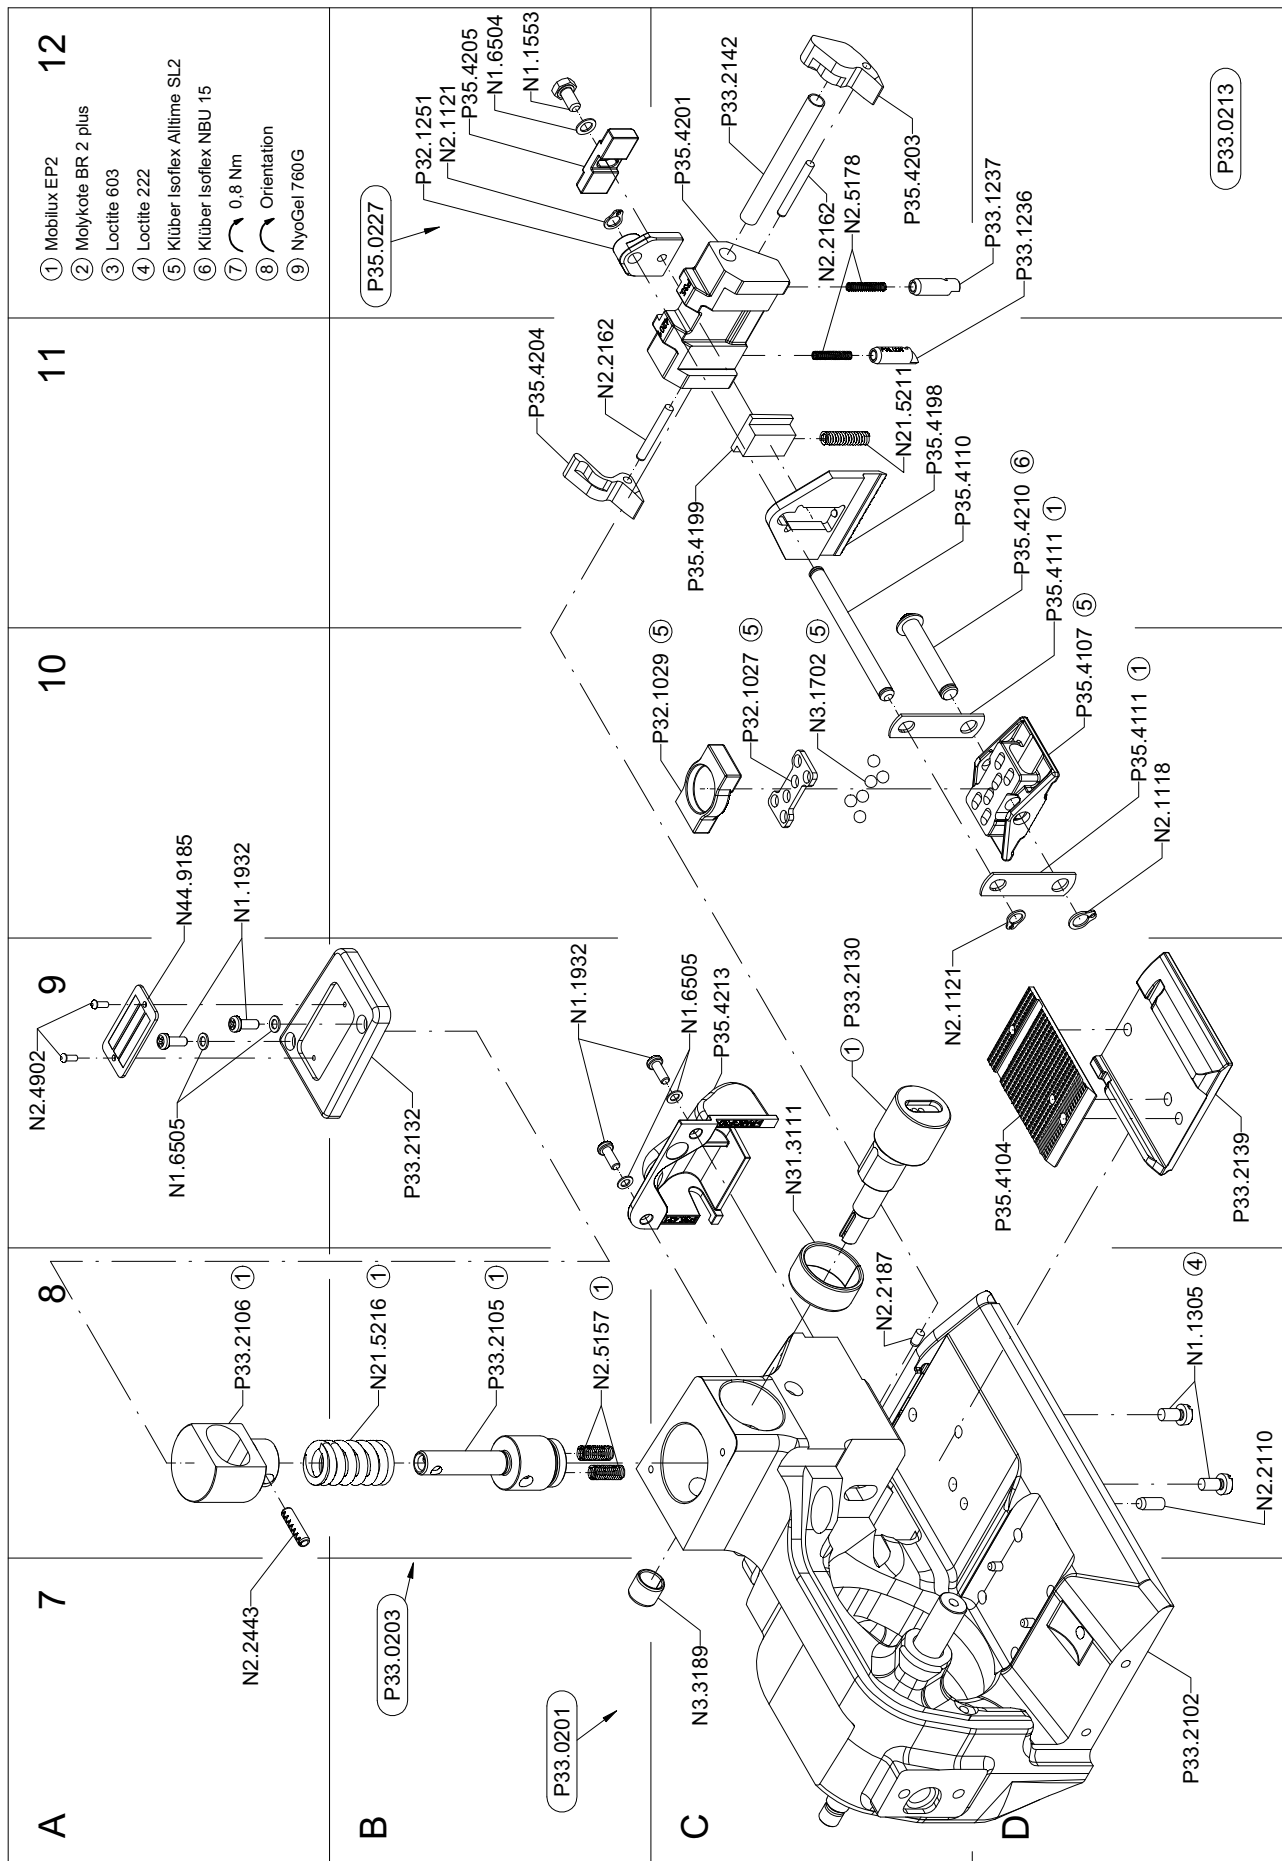 A
B
C
D
7
8
9
10
11
12
① Mobilux EP2
② Molykote BR 2 plus
③ Loctite 603
④ Loctite 222
⑤ Klüber Isoflex Alltime SL2
⑥ Klüber Isoflex NBU 15
⑦ 0,8 Nm
⑧ Orientation
⑨ NyoGel 760G
N2.2443
P33.2106 ①
N21.5216 ①
P33.2105 ①
N2.5157 ①
P33.0203
P33.0201
N3.3189
P33.2102
N2.2187
N1.1305 ④
N2.2110
N2.4902
N44.9185
N1.1932
N1.6505
P33.2132
N1.1932
N1.6505
P35.4213
N31.3111
① P33.2130
P35.4104
P33.2139
P32.1029 ⑤
P32.1027 ⑤
N3.1702 ⑤
N2.1121
N2.1118
P35.4111 ①
P35.4107 ⑤
P35.4111 ①
P35.4210 ⑥
P35.4110
P35.4198
N21.5211
P35.4199
P35.4204
N2.2162
P35.0227
P32.1251
N2.1121
P35.4205
N1.6504
N1.1553
P35.4201
P33.2142
N2.2162
N2.5178
P35.4203
P33.1237
P33.1236
P33.0213